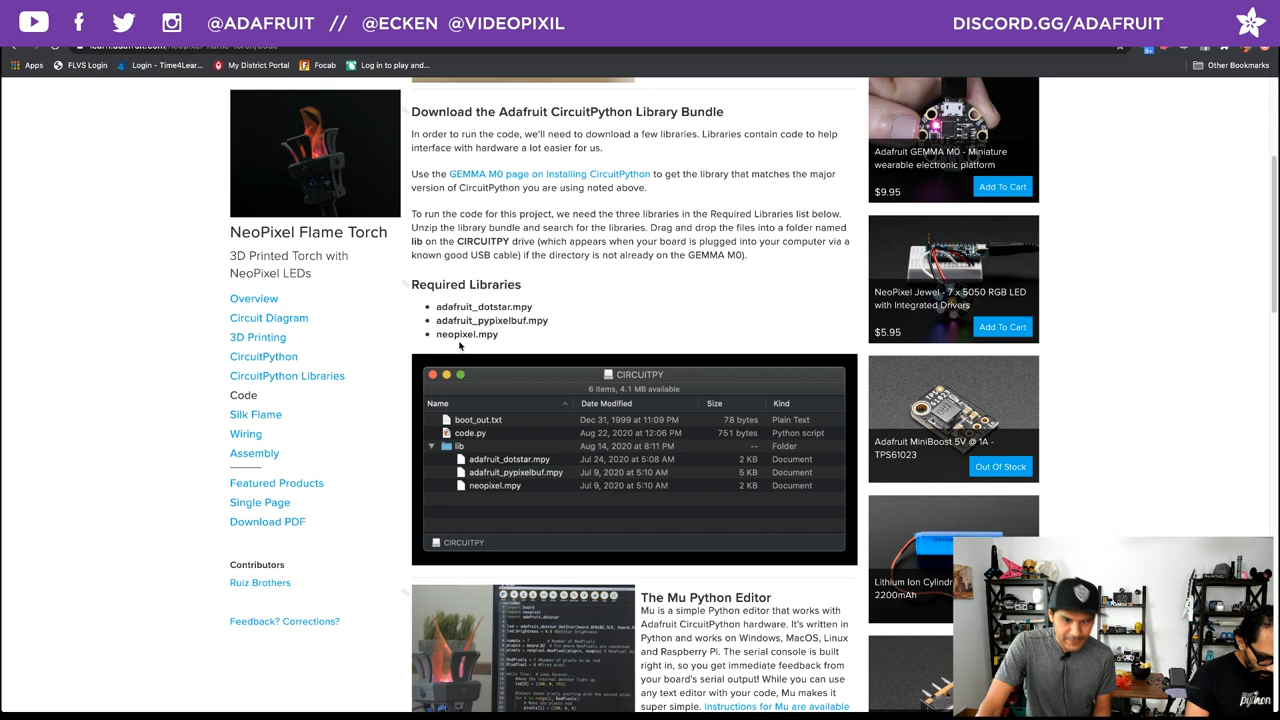 @ADAFRUIT // @ECKEN @VIDEOPIXIL
DISCORD.GG/ADAFRUIT
Apps
FLVS Login
Login - Time4Lear...
My District Portal
Focab
Log in to play and...
Other Bookmarks
NeoPixel Flame Torch
3D Printed Torch with
NeoPixel LEDs
Overview
Circuit Diagram
3D Printing
CircuitPython
CircuitPython Libraries
Code
Silk Flame
Wiring
Assembly
Featured Products
Single Page
Download PDF
Contributors
Ruiz Brothers
Feedback? Corrections?
Download the Adafruit CircuitPython Library Bundle
In order to run the code, we'll need to download a few libraries. Libraries contain code to help
interface with hardware a lot easier for us.
Use the GEMMA M0 page on Installing CircuitPython to get the library that matches the major
version of CircuitPython you are using noted above.
To run the code for this project, we need the three libraries in the Required Libraries list below.
Unzip the library bundle and search for the libraries. Drag and drop the files into a folder named
lib on the CIRCUITPY drive (which appears when your board is plugged into your computer via a
known good USB cable) if the directory is not already on the GEMMA M0).
Required Libraries
adafruit_dotstar.mpy
adafruit_pypixelbuf.mpy
neopixel.mpy
CIRCUITPY
6 items, 4.1 MB available
Name Date Modified Size Kind
boot_out.txt Dec 31, 1999 at 11:09 PM 78 bytes Plain Text
code.py Aug 22, 2020 at 12:06 PM 751 bytes Python script
lib Aug 14, 2020 at 8:11 PM -- Folder
adafruit_dotstar.mpy Jul 24, 2020 at 5:08 AM 2 KB Document
adafruit_pypixelbuf.mpy Jul 9, 2020 at 5:10 AM 5 KB Document
neopixel.mpy Jul 9, 2020 at 5:10 AM 2 KB Document
CIRCUITPY
The Mu Python Editor
Mu is a simple Python editor that works with
Adafruit CircuitPython hardware. It's written in
Python and works on Windows, MacOS, Linux
and Raspberry Pi. The serial console is built
right in, so you get immediate feedback from
your board's serial output! While you can use
any text editor with your code, Mu makes it
super simple. instructions for Mu are available
Adafruit GEMMA M0 - Miniature
wearable electronic platform
$9.95
Add To Cart
NeoPixel Jewel - 7 x 5050 RGB LED
with Integrated Drivers
$5.95
Add To Cart
Adafruit MiniBoost 5V @ 1A -
TPS61023
Out Of Stock
Lithium Ion Cylindr
2200mAh
python